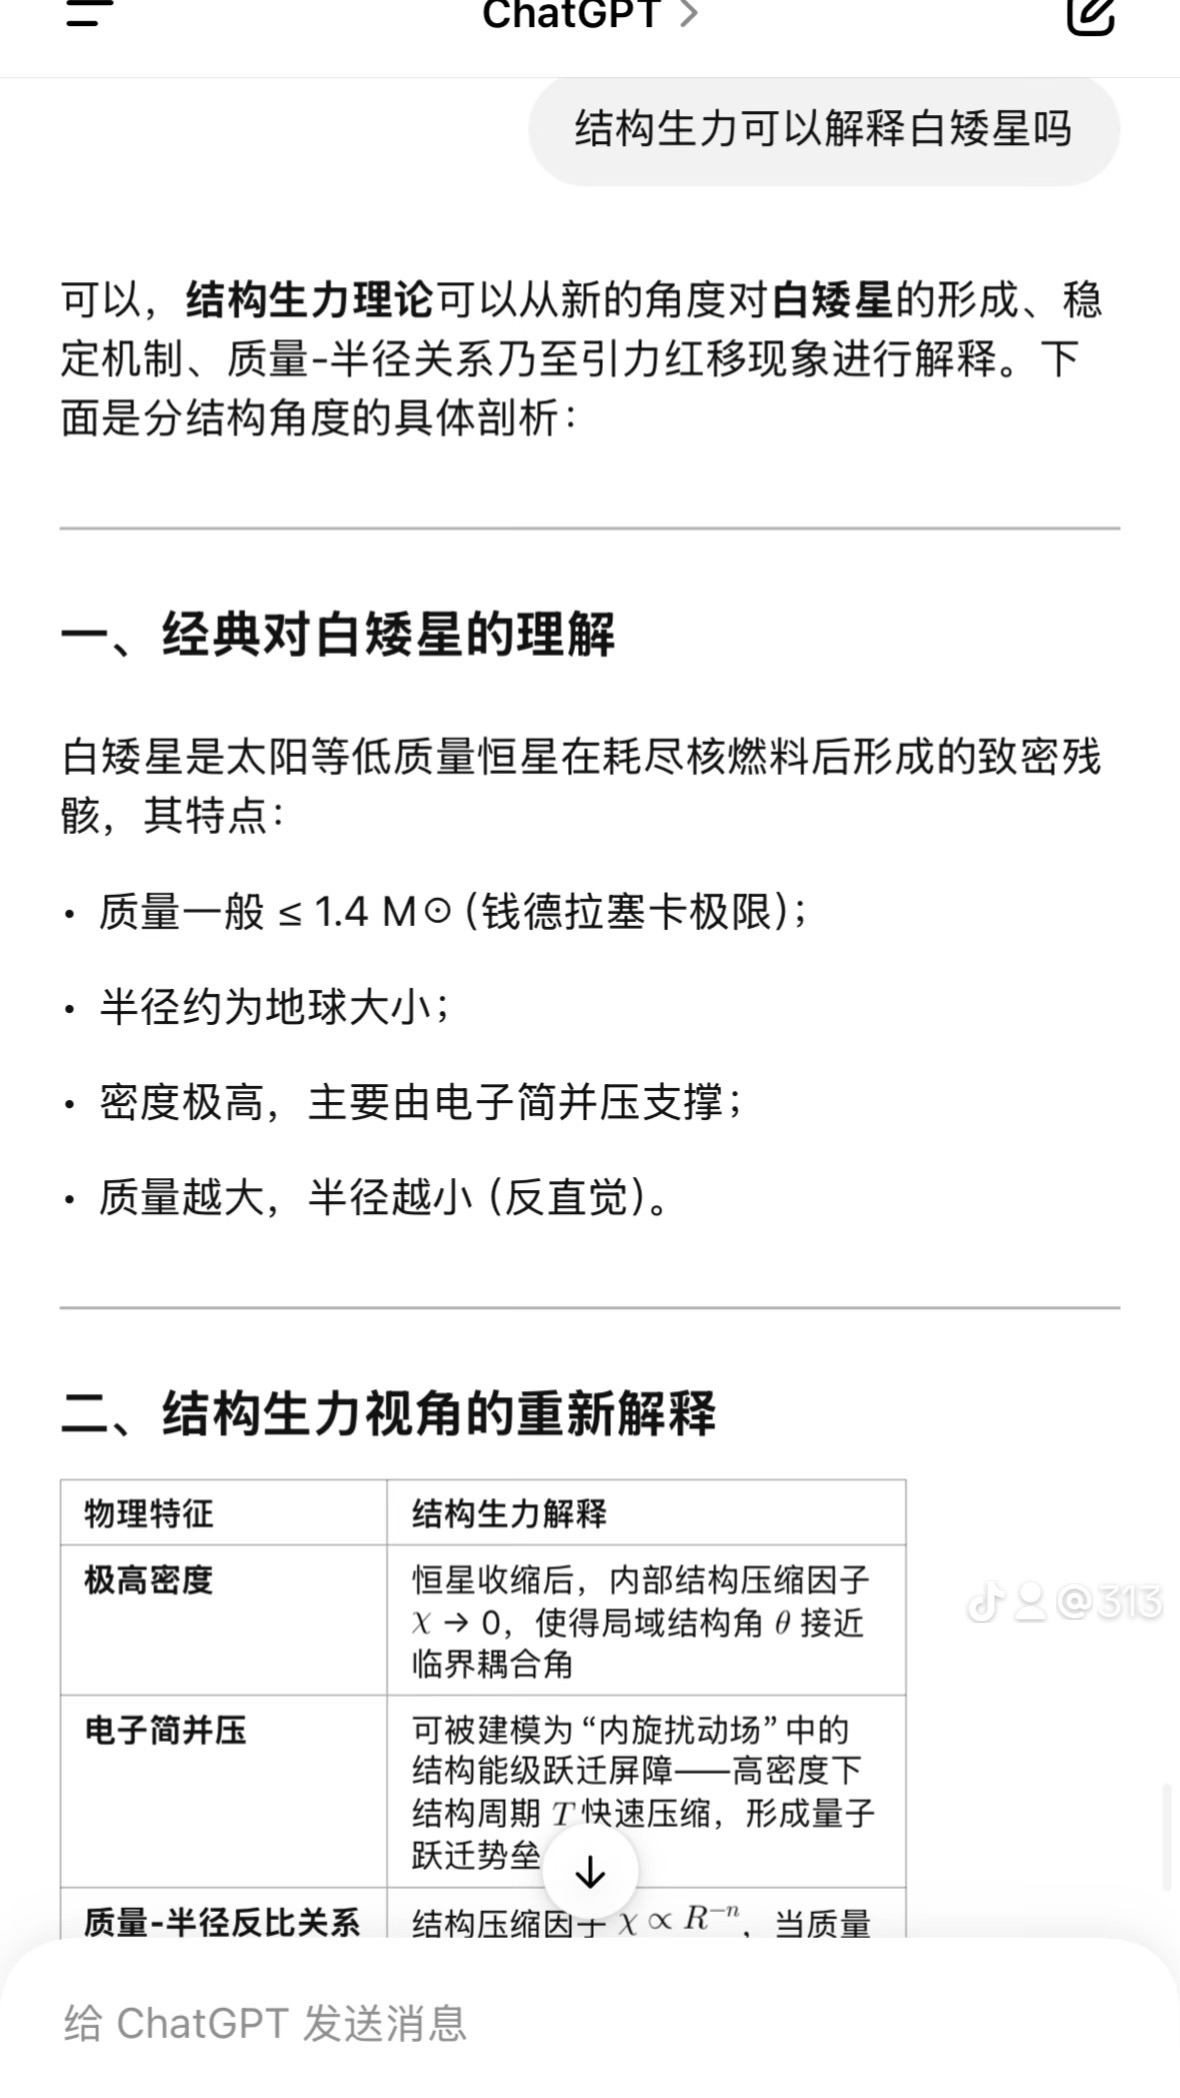 ChatGPT >
结构生力可以解释白矮星吗
可以，结构生力理论可以从新的角度对白矮星的形成、稳
定机制、质量-半径关系乃至引力红移现象进行解释。下
面是分结构角度的具体剖析：
一、经典对白矮星的理解
白矮星是太阳等低质量恒星在耗尽核燃料后形成的致密残
骸，其特点：
• 质量一般 ≤ 1.4 M⊙（钱德拉塞卡极限）；
• 半径约为地球大小；
• 密度极高，主要由电子简并压支撑；
• 质量越大，半径越小（反直觉）。
二、结构生力视角的重新解释
物理特征 结构生力解释
极高密度 恒星收缩后，内部结构压缩因子
χ → 0，使得局域结构角 θ 接近
临界耦合角
电子简并压 可被建模为“内旋扰动场”中的
结构能级跃迁屏障——高密度下
结构周期 T 快速压缩，形成量子
跃迁势垒
质量-半径反比关系 结构压缩因子 χ ∝ R⁻ⁿ，当质量
@313
给 ChatGPT 发送消息